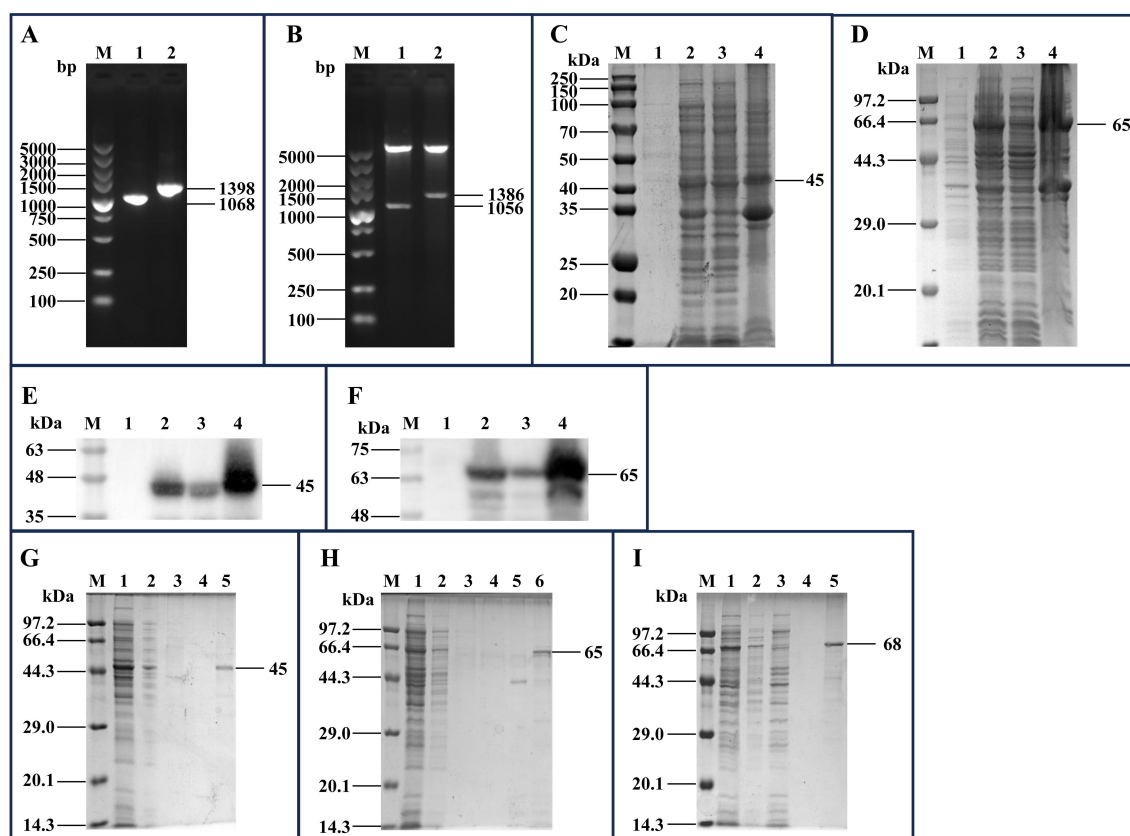 A
M 1 2
bp
5000
3000
2000
1500
1000
750
500
250
100
1398
1068
B
M 1 2
bp
5000
2000
1500
1000
500
250
100
1386
1056
C
M 1 2 3 4
kDa
250
150
100
70
50
40
35
25
20
45
D
M 1 2 3 4
kDa
97.2
66.4
44.3
29.0
20.1
65
E
kDa M 1 2 3 4
63
48
35
45
F
kDa M 1 2 3 4
75
63
48
65
G
M 1 2 3 4 5
kDa
97.2
66.4
44.3
29.0
20.1
14.3
45
H
M 1 2 3 4 5 6
kDa
97.2
66.4
44.3
29.0
20.1
14.3
65
I
M 1 2 3 4 5
kDa
97.2
66.4
44.3
29.0
20.1
14.3
68